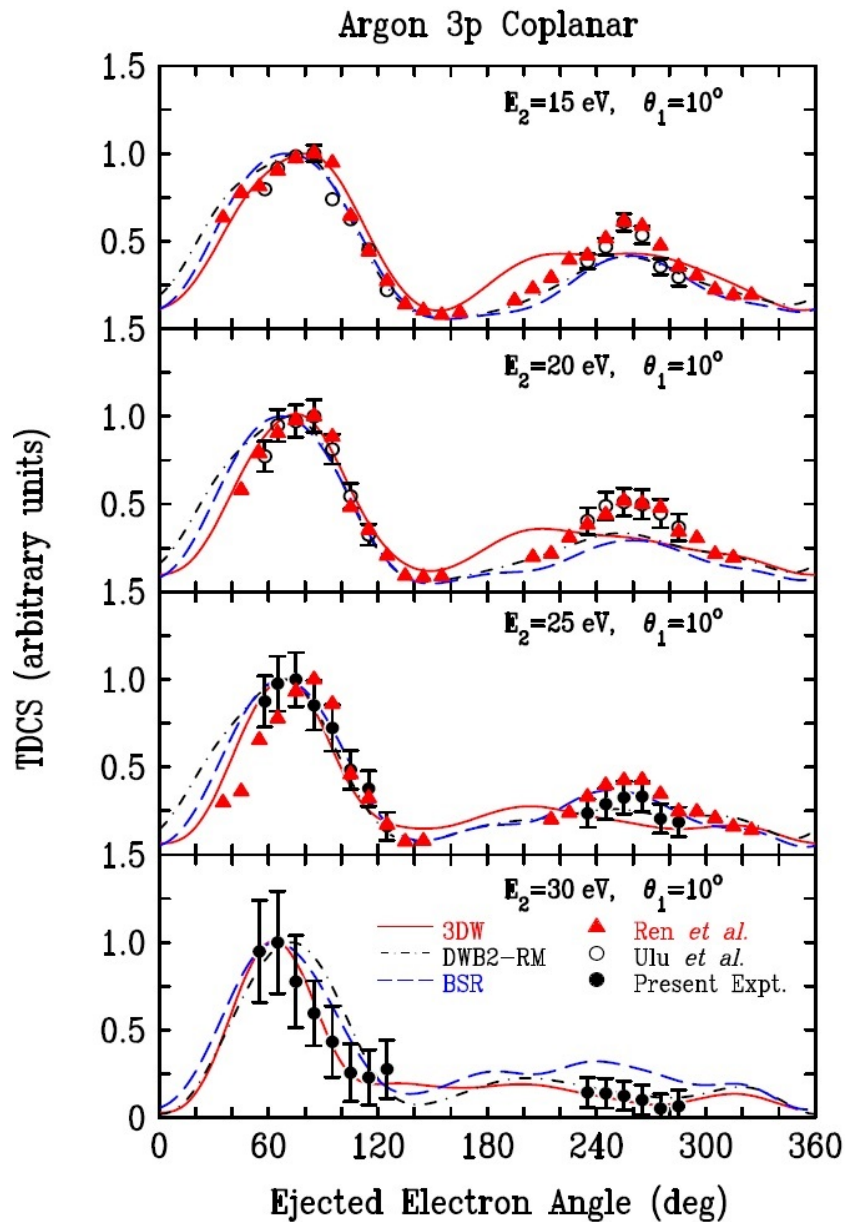 Argon 3p Coplanar
TDCS (arbitrary units)
1.5
E2=15 eV, θ1=10°
1.0
0.5
1.5
E2=20 eV, θ1=10°
1.0
0.5
1.5
E2=25 eV, θ1=10°
1.0
0.5
1.5
E2=30 eV, θ1=10°
3DW
Ren et al.
1.0
DWB2-RM
Ulu et al.
BSR
Present Expt.
0.5
0
0 60 120 180 240 300 360
Ejected Electron Angle (deg)